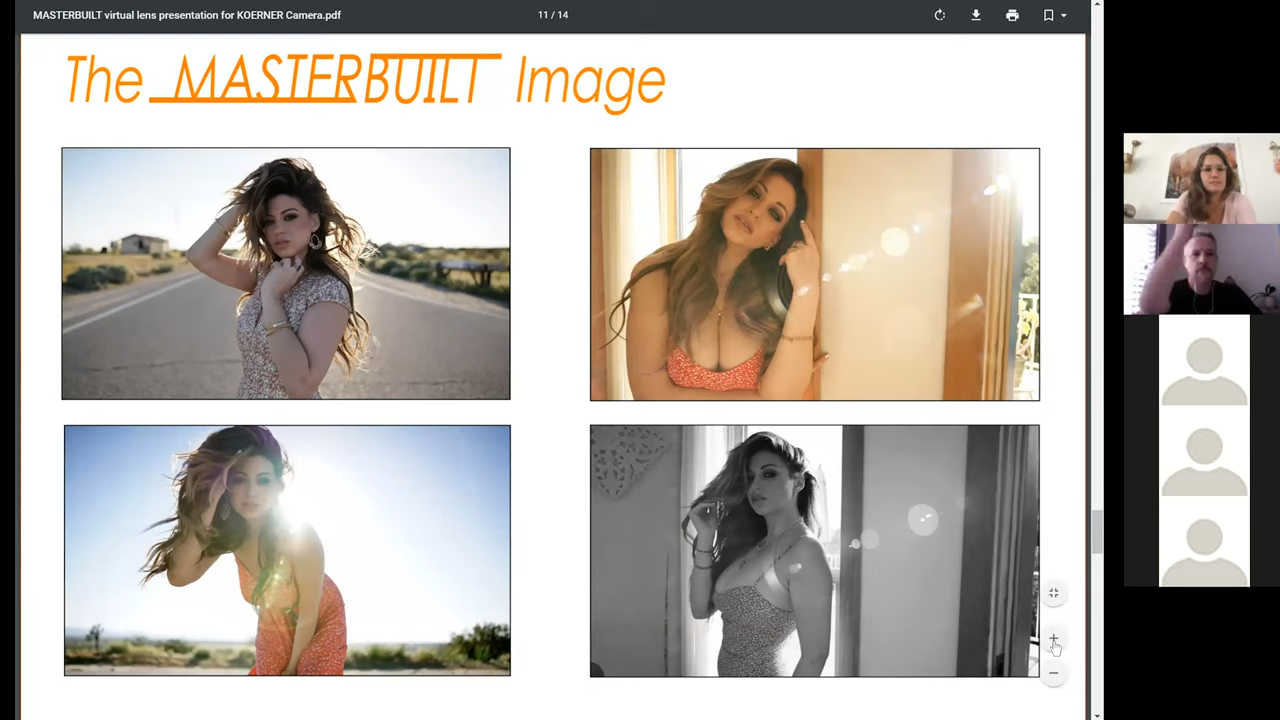 MASTERBUILT virtual lens presentation for KOERNER Camera.pdf
11 / 14
The MASTERBUILT Image